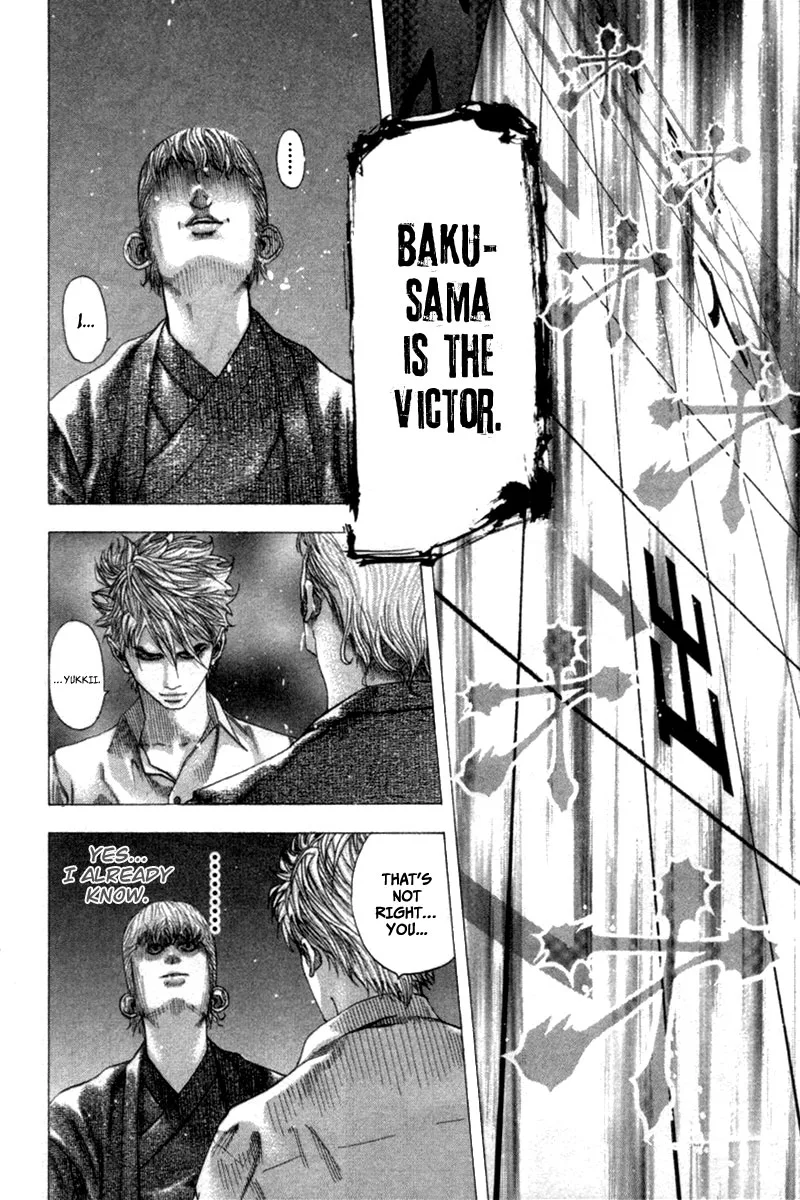 BAKU-
SAMA
IS THE
VICTOR.
......
I...
...YUKKII.
THAT'S
NOT
RIGHT...
YOU...
YES...
I ALREADY
KNOW.